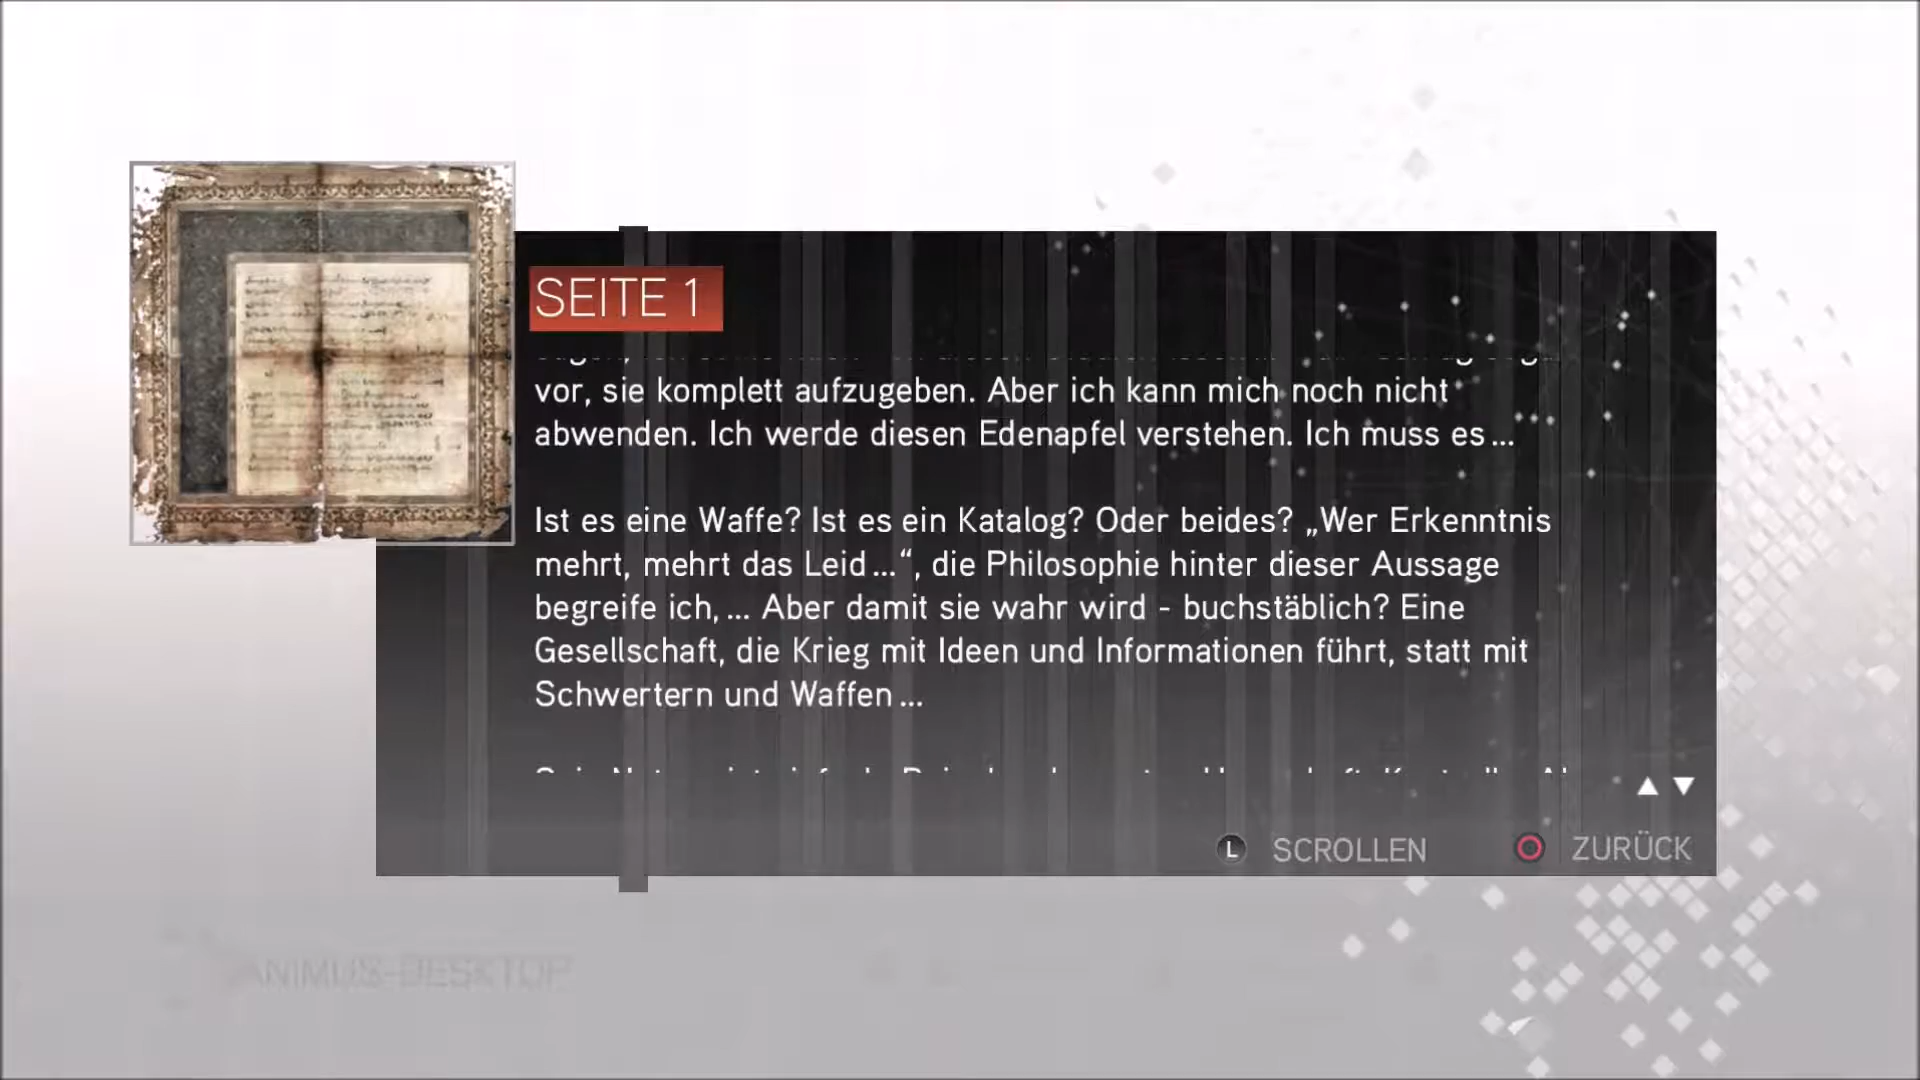 SEITE 1
vor, sie komplett aufzugeben. Aber ich kann mich noch nicht
abwenden. Ich werde diesen Edenapfel verstehen. Ich muss es ...
Ist es eine Waffe? Ist es ein Katalog? Oder beides? „Wer Erkenntnis
mehrt, mehrt das Leid ...“, die Philosophie hinter dieser Aussage
begreife ich, ... Aber damit sie wahr wird - buchstäblich? Eine
Gesellschaft, die Krieg mit Ideen und Informationen führt, statt mit
Schwertern und Waffen ...
L SCROLLEN ZURÜCK
ANIMUS-DESKTOP